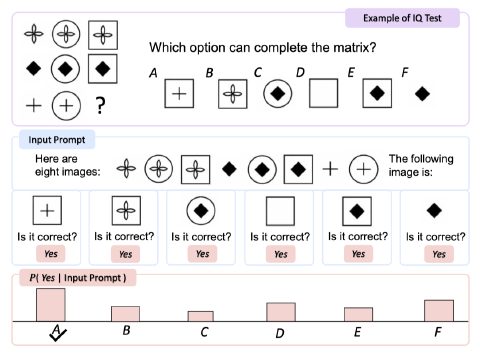 Example of IQ Test
Which option can complete the matrix?
A B C D E F
?
Input Prompt
Here are
eight images:
The following
image is:
Is it correct? Is it correct? Is it correct? Is it correct? Is it correct? Is it correct?
Yes Yes Yes Yes Yes Yes
P( Yes | Input Prompt )
A B C D E F